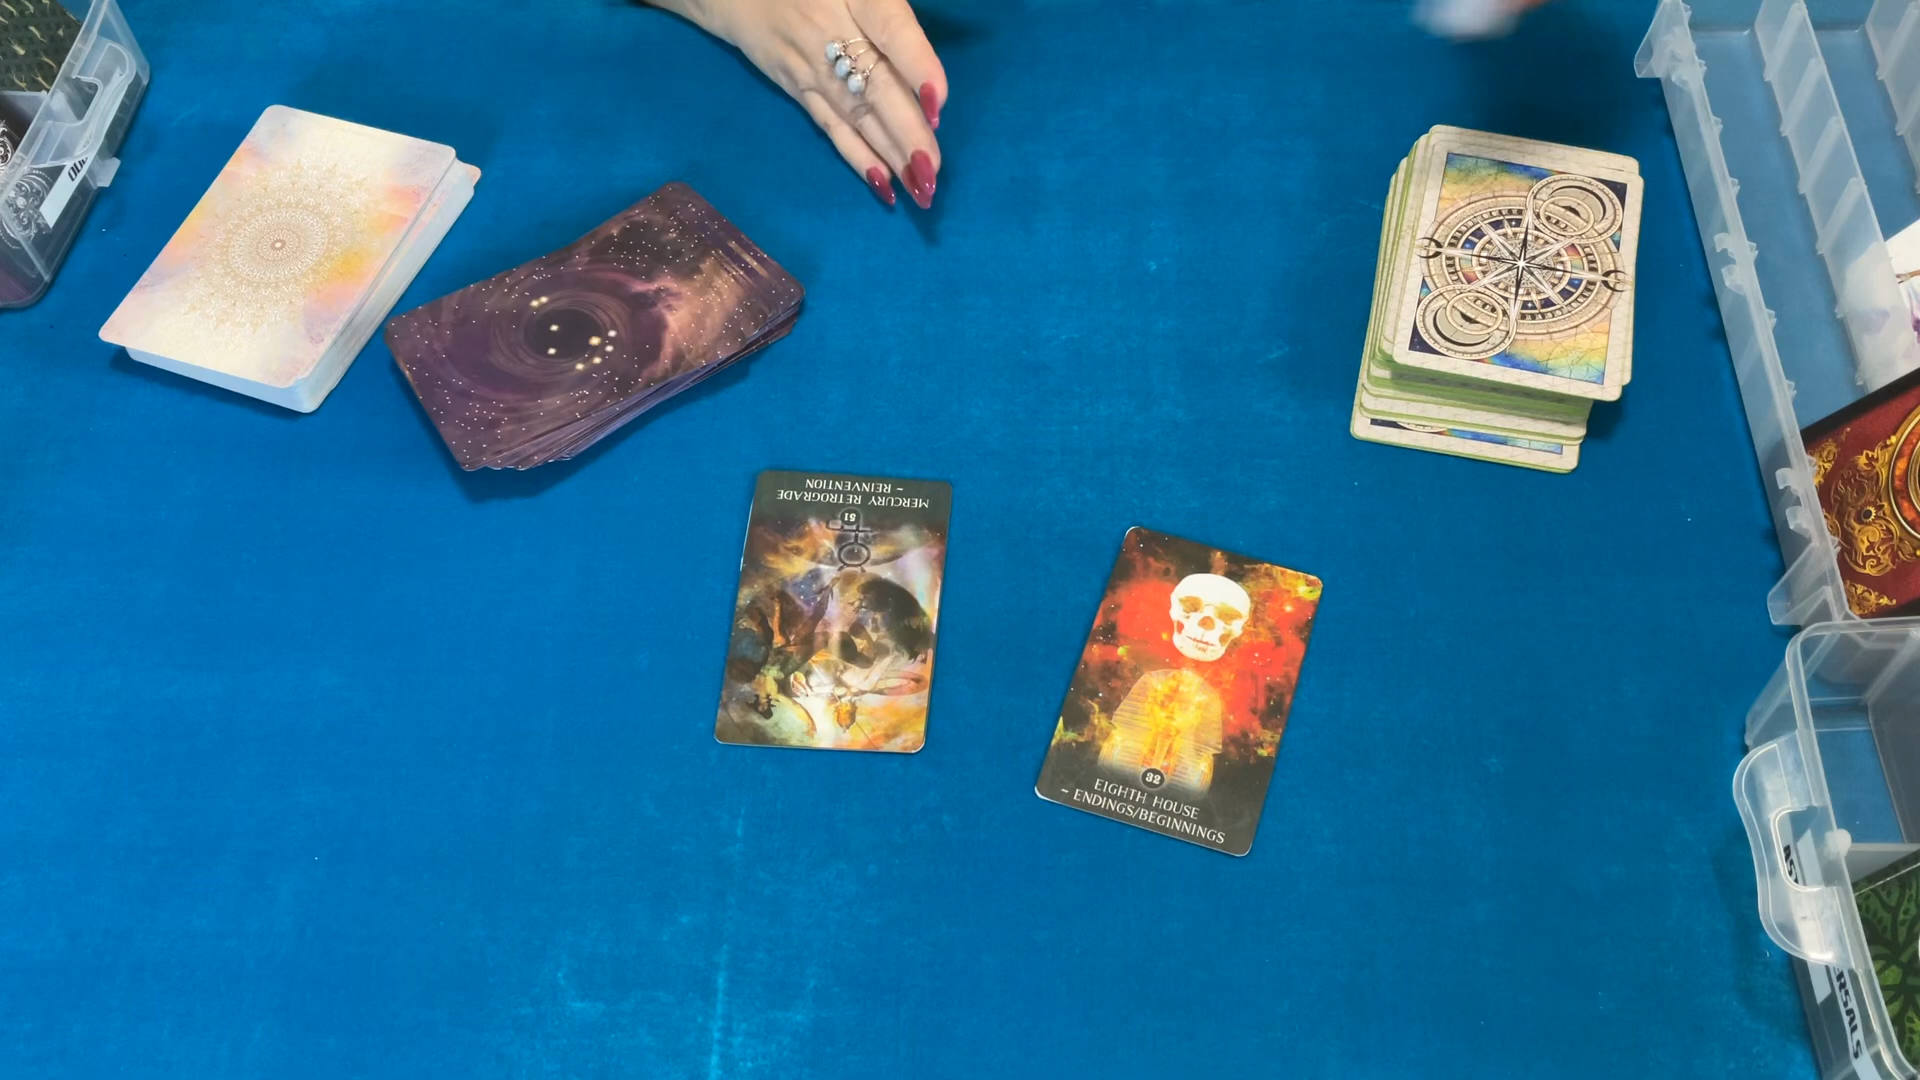 MERCURY RETROGRADE
~ REINVENTION
51
32
EIGHTH HOUSE
~ ENDINGS/BEGINNINGS